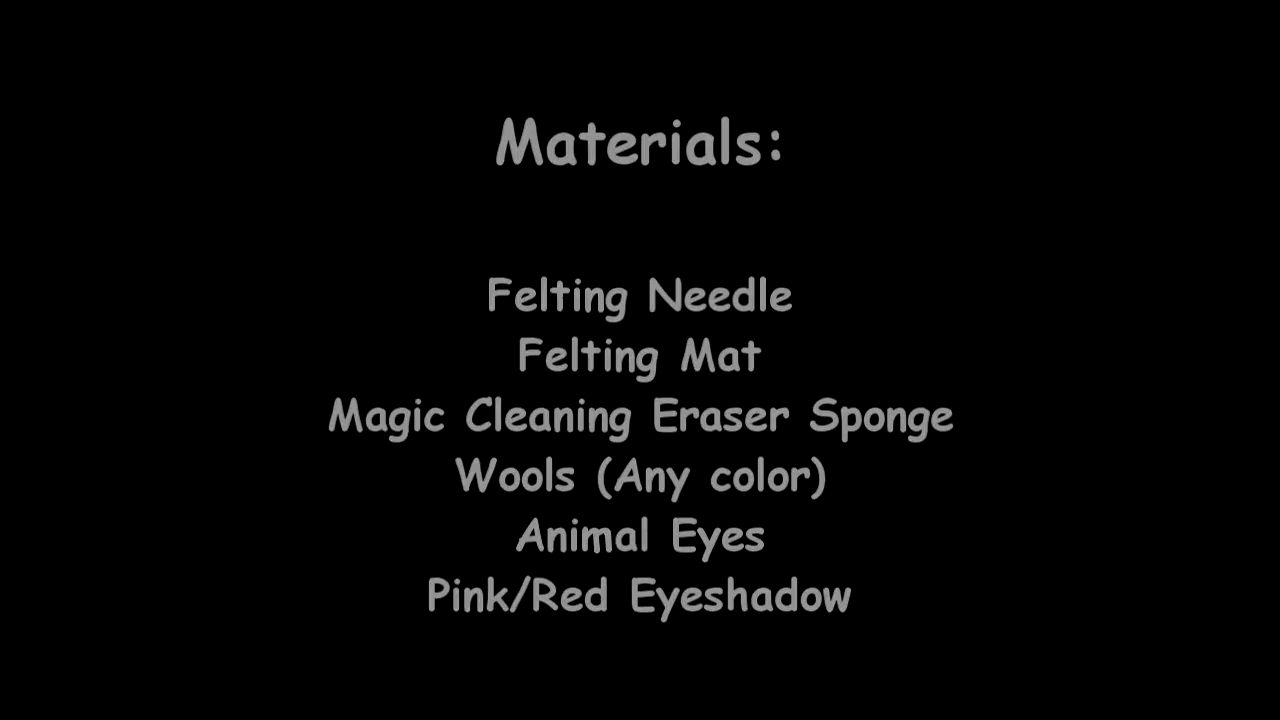 Materials:
Felting Needle
Felting Mat
Magic Cleaning Eraser Sponge
Wools (Any color)
Animal Eyes
Pink/Red Eyeshadow